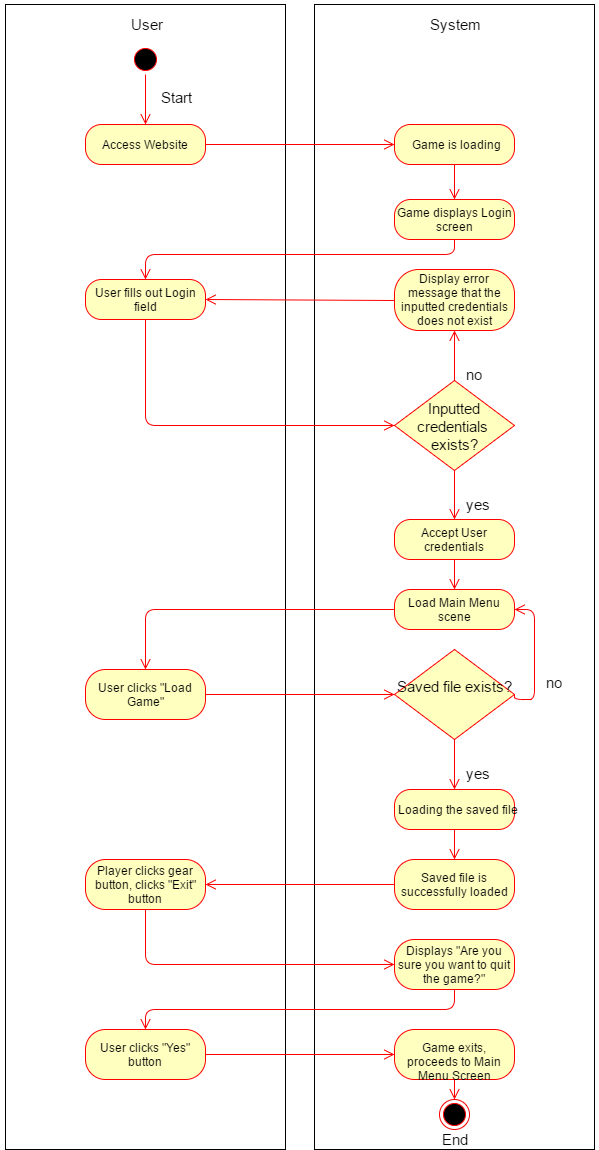 User
System
Start
Access Website
Game is loading
Game displays Login
screen
User fills out Login
field
Display error
message that the
inputted credentials
does not exist
no
Inputted
credentials
exists?
yes
Accept User
credentials
Load Main Menu
scene
User clicks "Load
Game"
Saved file exists?
no
yes
Loading the saved file
Player clicks gear
button, clicks "Exit"
button
Saved file is
successfully loaded
Displays "Are you
sure you want to quit
the game?"
User clicks "Yes"
button
Game exits,
proceeds to Main
Menu Screen
End